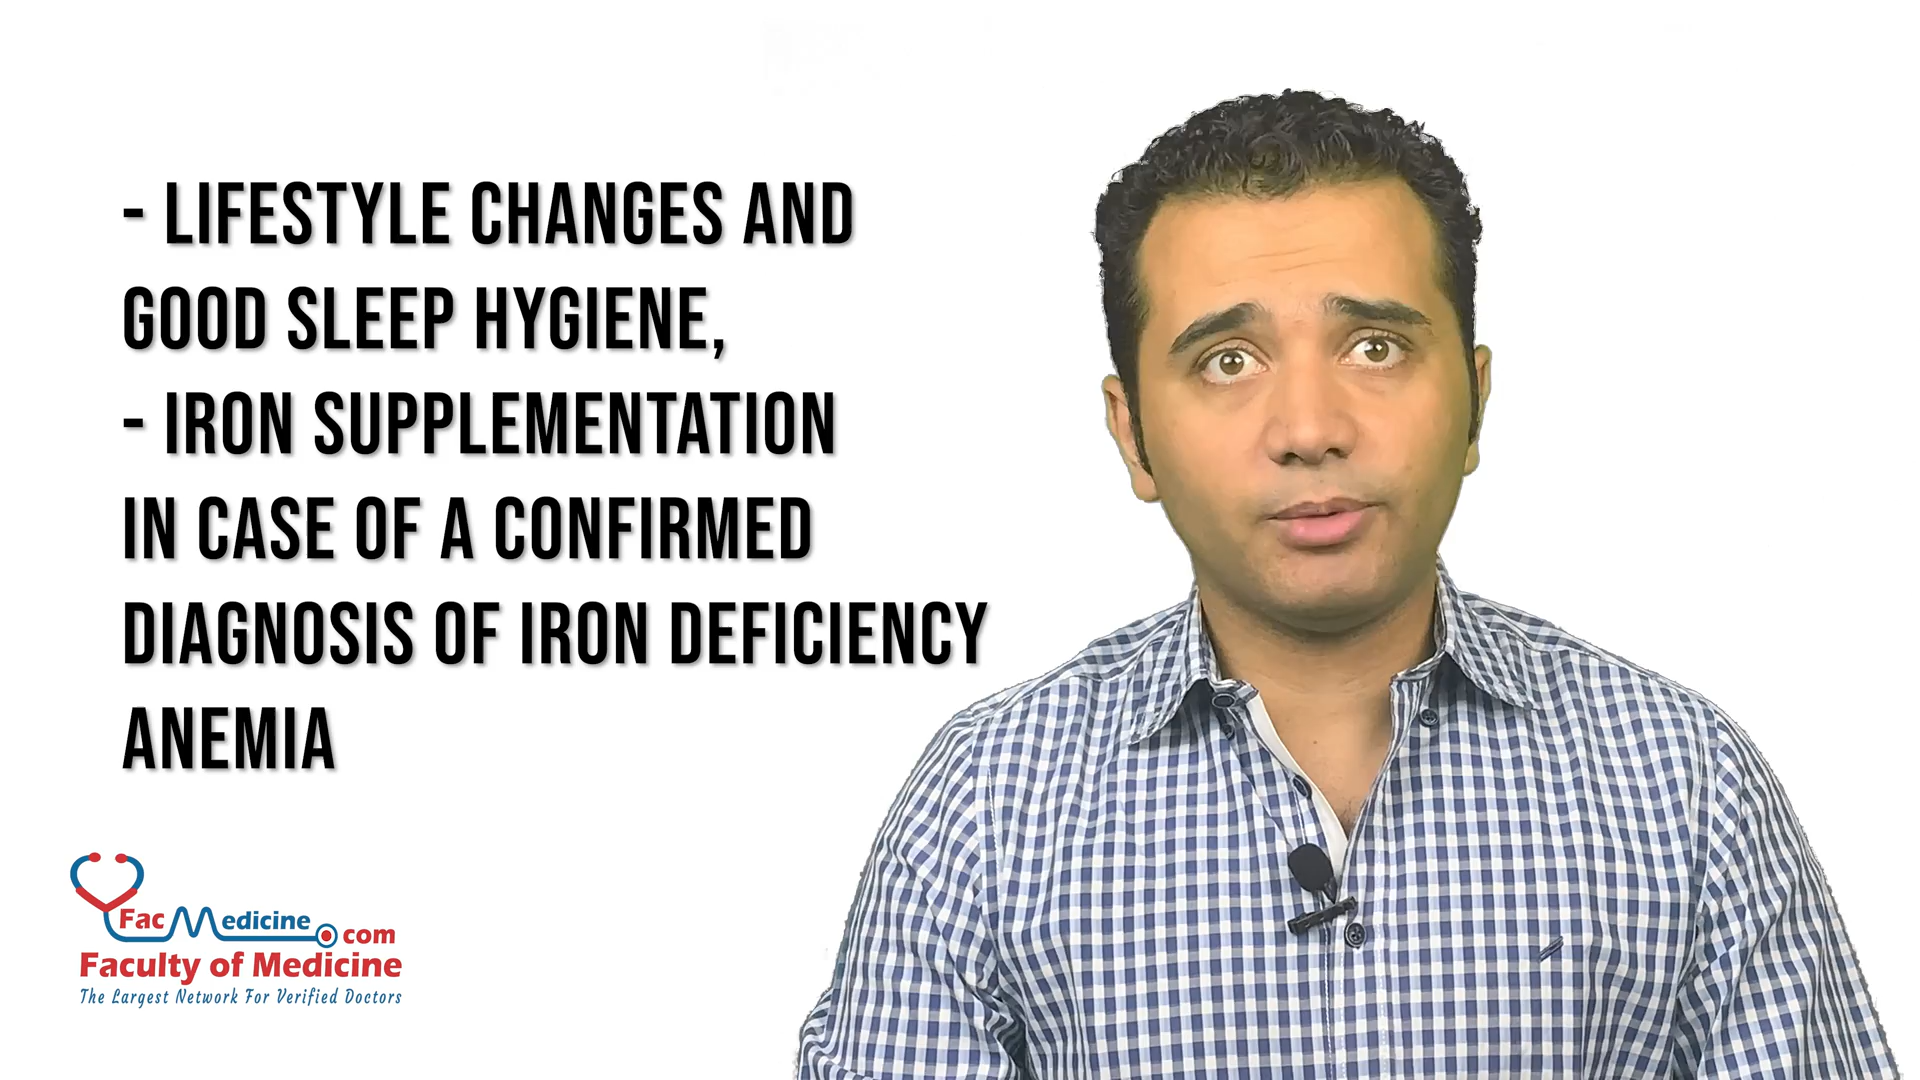 - LIFESTYLE CHANGES AND
GOOD SLEEP HYGIENE,
- IRON SUPPLEMENTATION
IN CASE OF A CONFIRMED
DIAGNOSIS OF IRON DEFICIENCY
ANEMIA
FacMedicine.com
Faculty of Medicine
The Largest Network For Verified Doctors